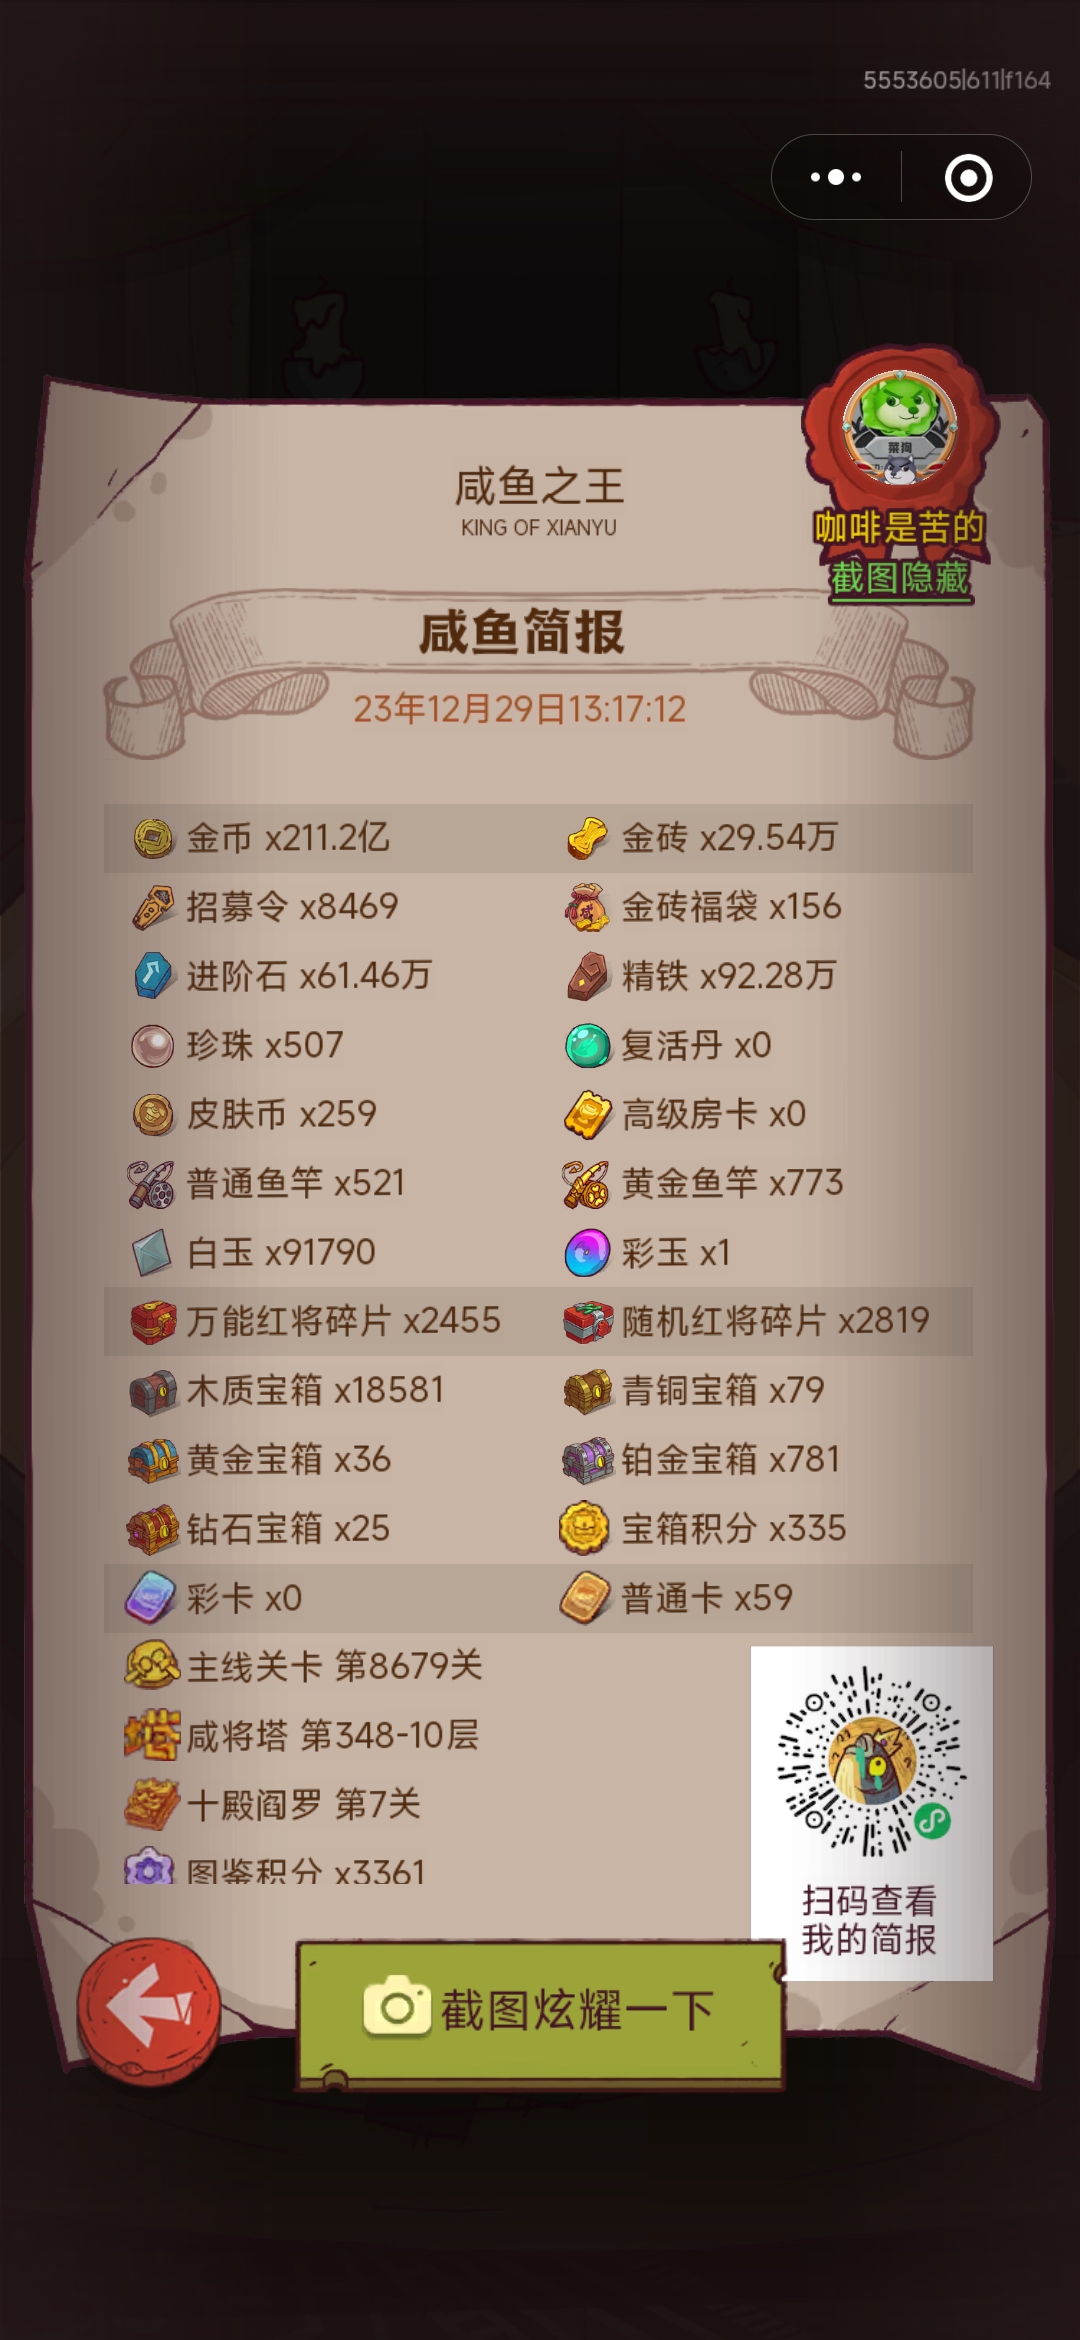 5553605|611|f164
咸鱼之王
KING OF XIANYU
菜狗
咖啡是苦的
截图隐藏
咸鱼简报
23年12月29日13:17:12
金币 x211.2亿
金砖 x29.54万
招募令 x8469
金砖福袋 x156
进阶石 x61.46万
精铁 x92.28万
珍珠 x507
复活丹 x0
皮肤币 x259
高级房卡 x0
普通鱼竿 x521
黄金鱼竿 x773
白玉 x91790
彩玉 x1
万能红将碎片 x2455
随机红将碎片 x2819
木质宝箱 x18581
青铜宝箱 x79
黄金宝箱 x36
铂金宝箱 x781
钻石宝箱 x25
宝箱积分 x335
彩卡 x0
普通卡 x59
主线关卡 第8679关
咸将塔 第348-10层
十殿阎罗 第7关
图鉴积分 x3361
扫码查看
我的简报
截图炫耀一下